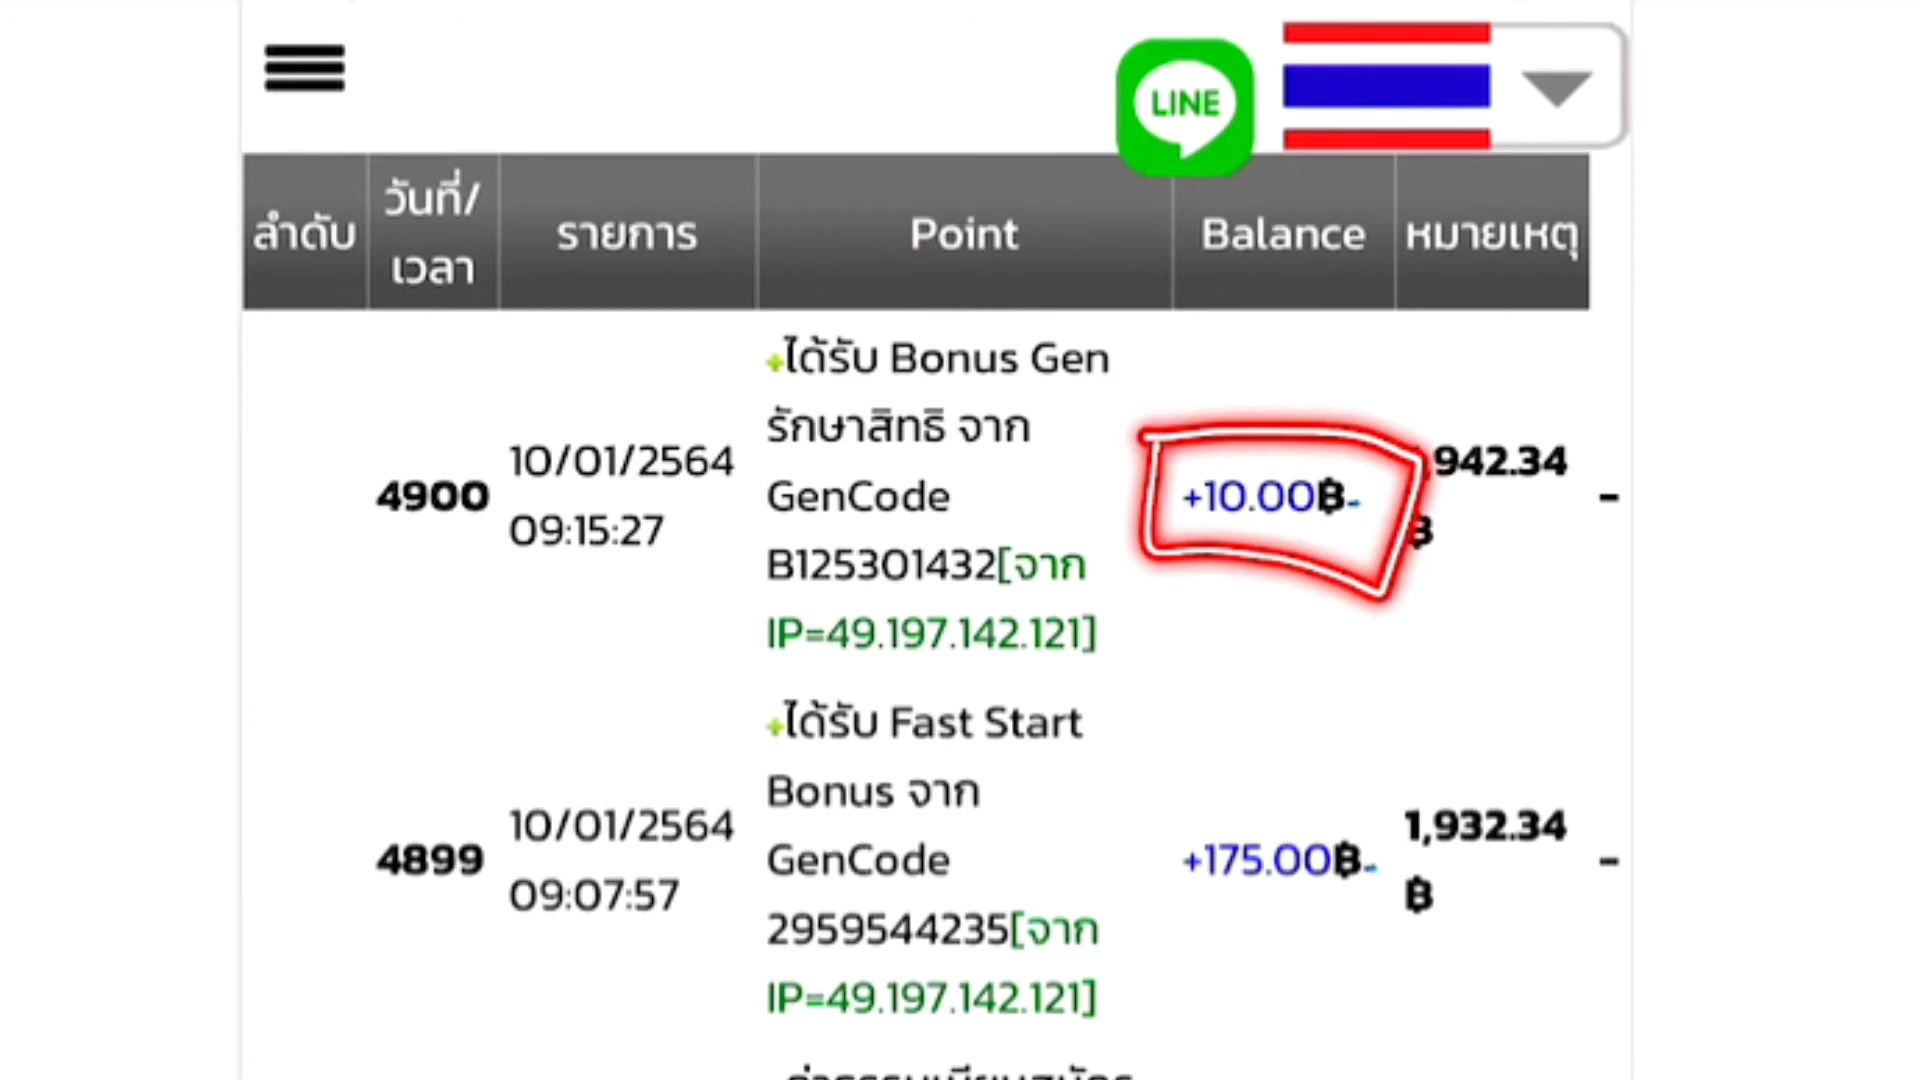 LINE
ลำดับ
วันที่/
เวลา
รายการ
Point
Balance
หมายเหตุ
4900
10/01/2564
09:15:27
+ได้รับ Bonus Gen
รักษาสิทธิ จาก
GenCode
B125301432[จาก
IP=49.197.142.121]
+10.00฿-
942.34
฿
-
4899
10/01/2564
09:07:57
+ได้รับ Fast Start
Bonus จาก
GenCode
2959544235[จาก
IP=49.197.142.121]
+175.00฿-
1,932.34
฿
-